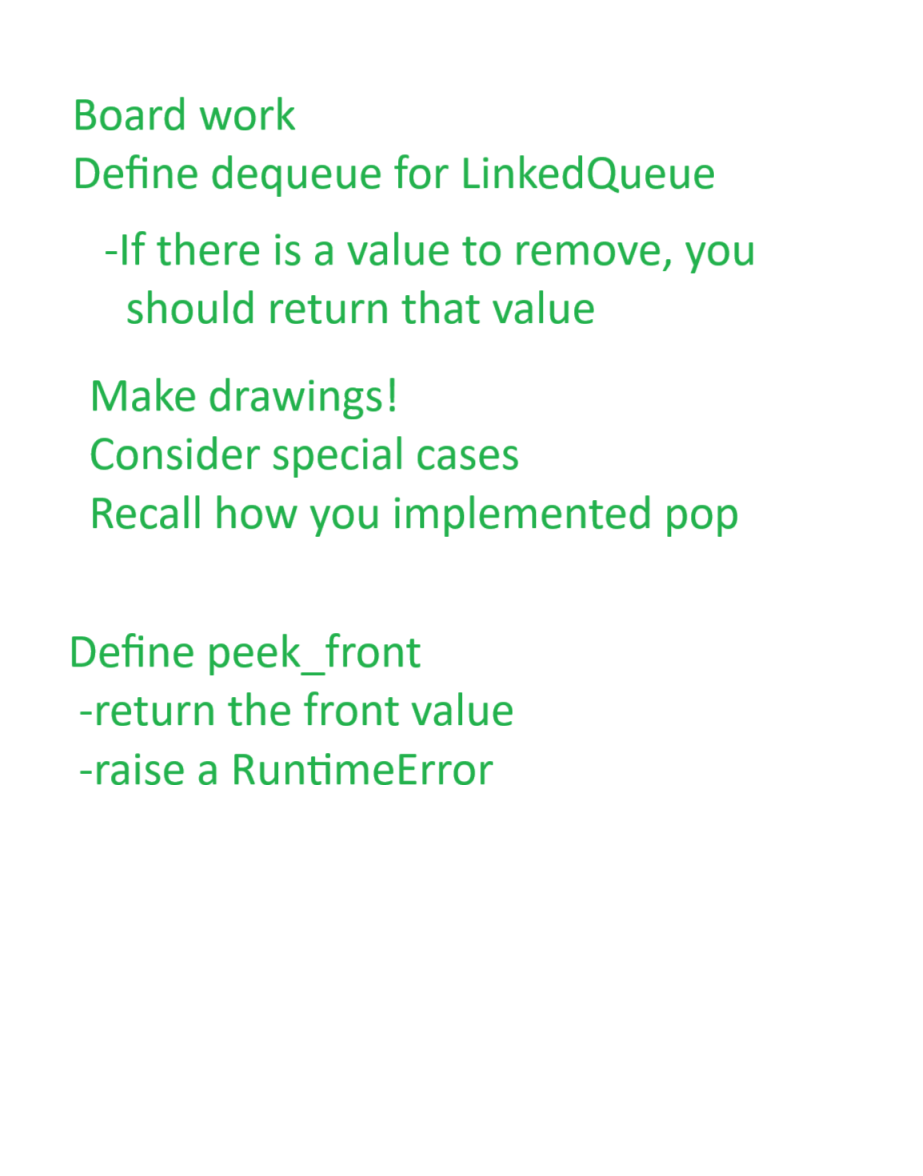 Board work
Define dequeue for LinkedQueue
-If there is a value to remove, you
should return that value
Make drawings!
Consider special cases
Recall how you implemented pop
Define peek_front
-return the front value
-raise a RuntimeError